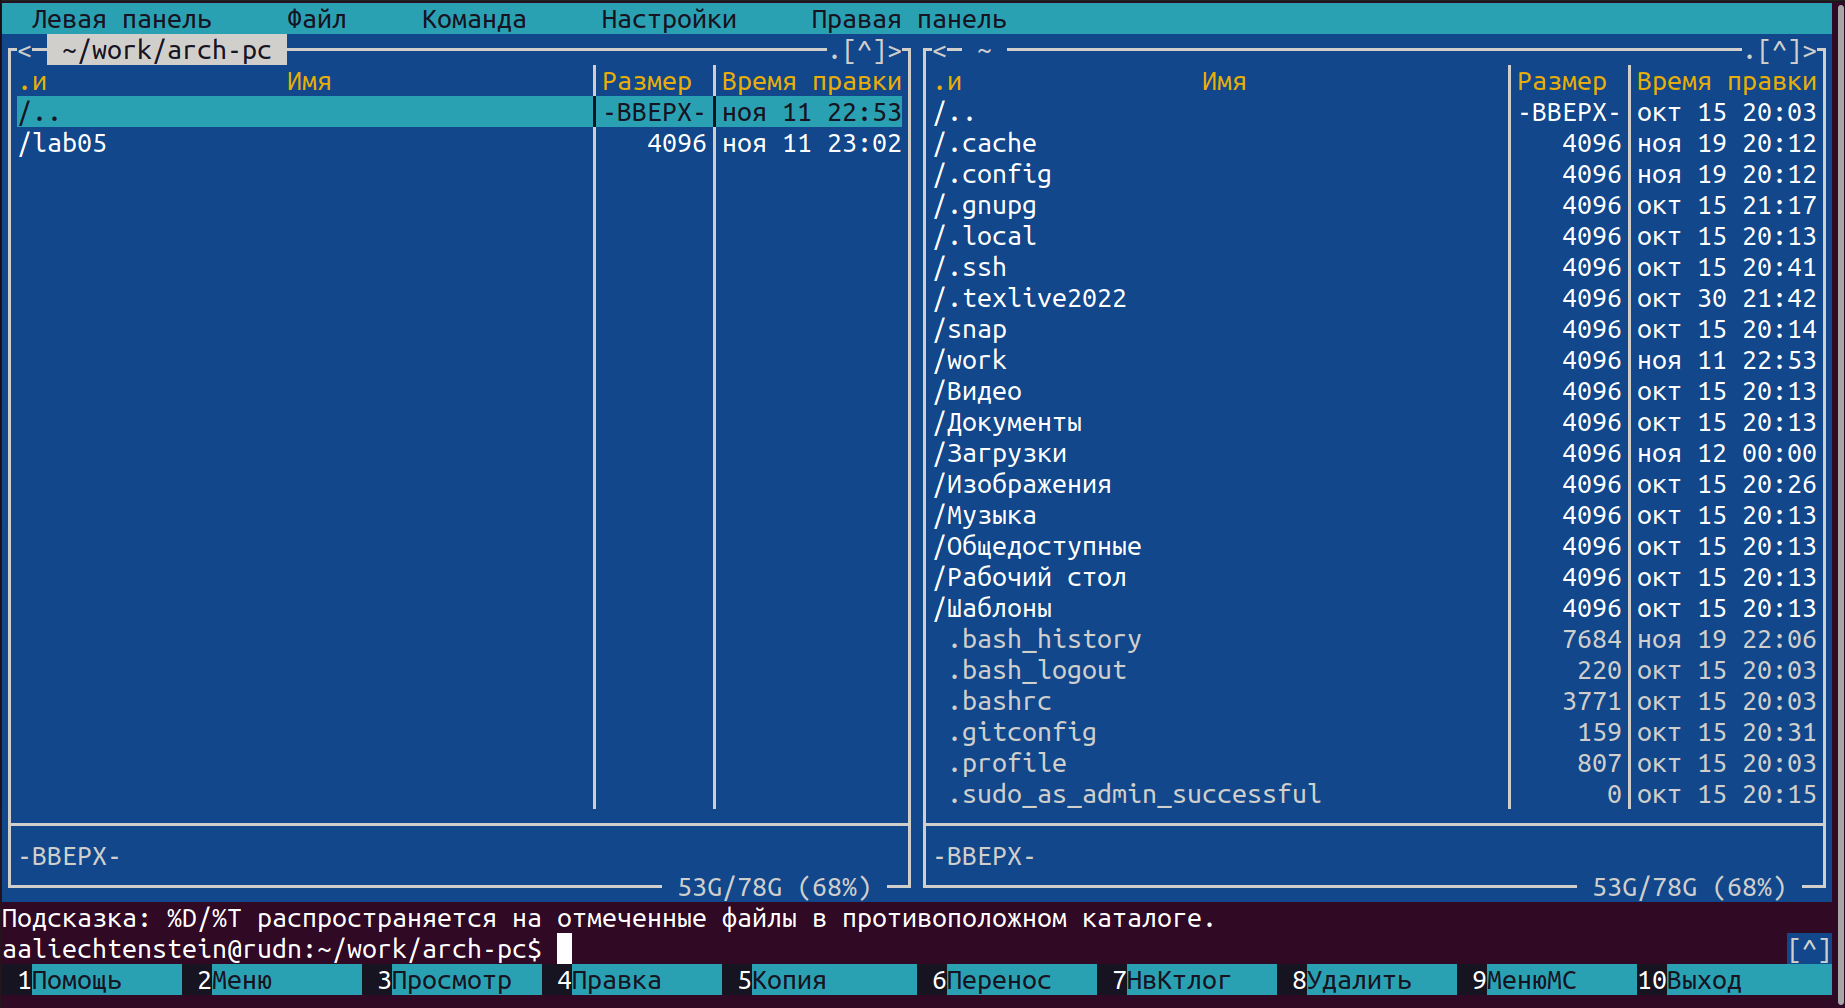 Левая панель Файл Команда Настройки Правая панель
<─ ~/work/arch-pc .[^]> <─ ~ .[^]>
.и Имя Размер Время правки .и Имя Размер Время правки
/.. -ВВЕРХ- ноя 11 22:53 /.. -ВВЕРХ- окт 15 20:03
/lab05 4096 ноя 11 23:02 /.cache 4096 ноя 19 20:12
/.config 4096 ноя 19 20:12
/.gnupg 4096 окт 15 21:17
/.local 4096 окт 15 20:13
/.ssh 4096 окт 15 20:41
/.texlive2022 4096 окт 30 21:42
/snap 4096 окт 15 20:14
/work 4096 ноя 11 22:53
/Видео 4096 окт 15 20:13
/Документы 4096 окт 15 20:13
/Загрузки 4096 ноя 12 00:00
/Изображения 4096 окт 15 20:26
/Музыка 4096 окт 15 20:13
/Общедоступные 4096 окт 15 20:13
/Рабочий стол 4096 окт 15 20:13
/Шаблоны 4096 окт 15 20:13
.bash_history 7684 ноя 19 22:06
.bash_logout 220 окт 15 20:03
.bashrc 3771 окт 15 20:03
.gitconfig 159 окт 15 20:31
.profile 807 окт 15 20:03
.sudo_as_admin_successful 0 окт 15 20:15
-ВВЕРХ- -ВВЕРХ-
53G/78G (68%) 53G/78G (68%)
Подсказка: %D/%T распространяется на отмеченные файлы в противоположном каталоге.
aaliechtenstein@rudn:~/work/arch-pc$ [^]
1Помощь 2Меню 3Просмотр 4Правка 5Копия 6Перенос 7НвКтлог 8Удалить 9МенюМС 10Выход